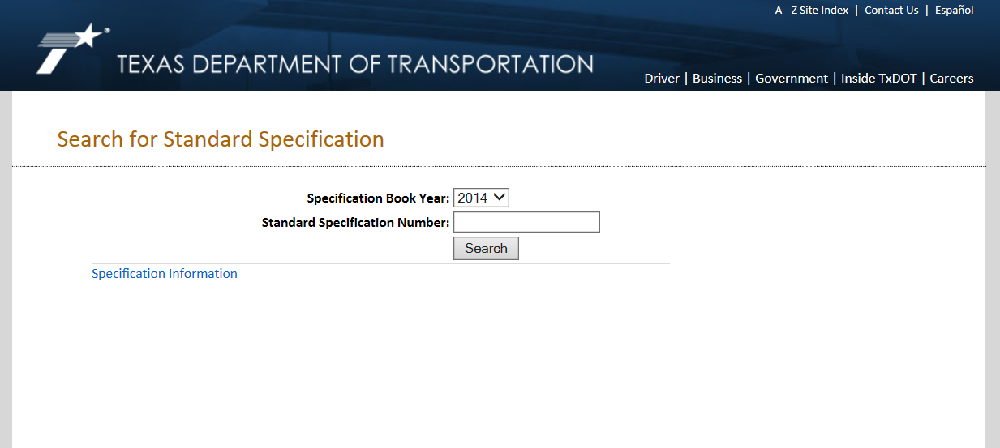 A - Z Site Index | Contact Us | Español
®
TEXAS DEPARTMENT OF TRANSPORTATION
Driver | Business | Government | Inside TxDOT | Careers
Search for Standard Specification
Specification Book Year: 2014
Standard Specification Number:
Search
Specification Information